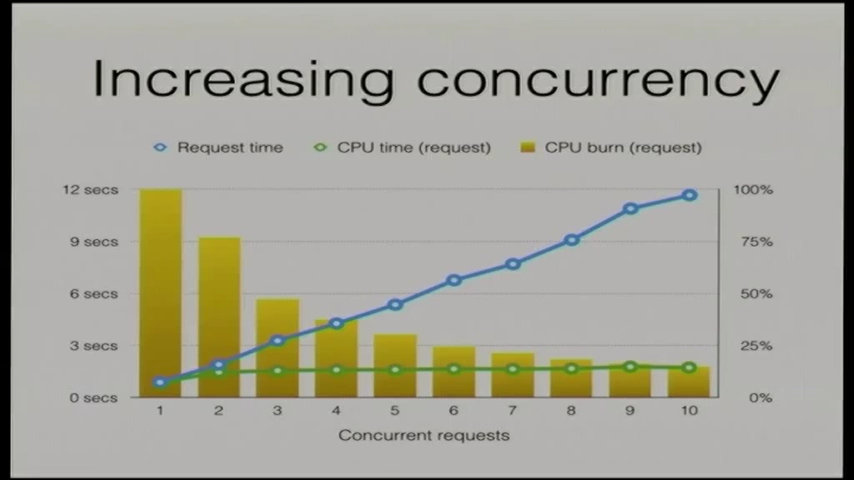 Increasing concurrency
Request time CPU time (request) CPU burn (request)
12 secs 100%
9 secs 75%
6 secs 50%
3 secs 25%
0 secs 0%
1 2 3 4 5 6 7 8 9 10
Concurrent requests